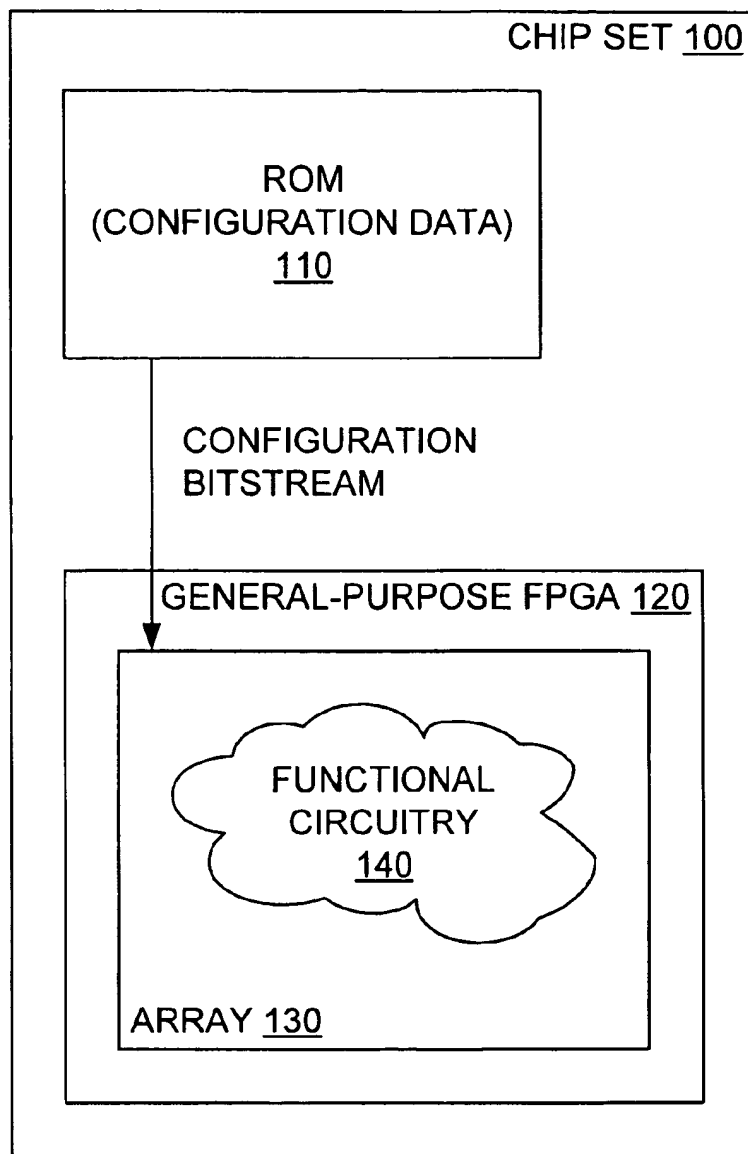 CHIP SET 100
ROM
(CONFIGURATION DATA)
110
CONFIGURATION
BITSTREAM
GENERAL-PURPOSE FPGA 120
FUNCTIONAL
CIRCUITRY
140
ARRAY 130